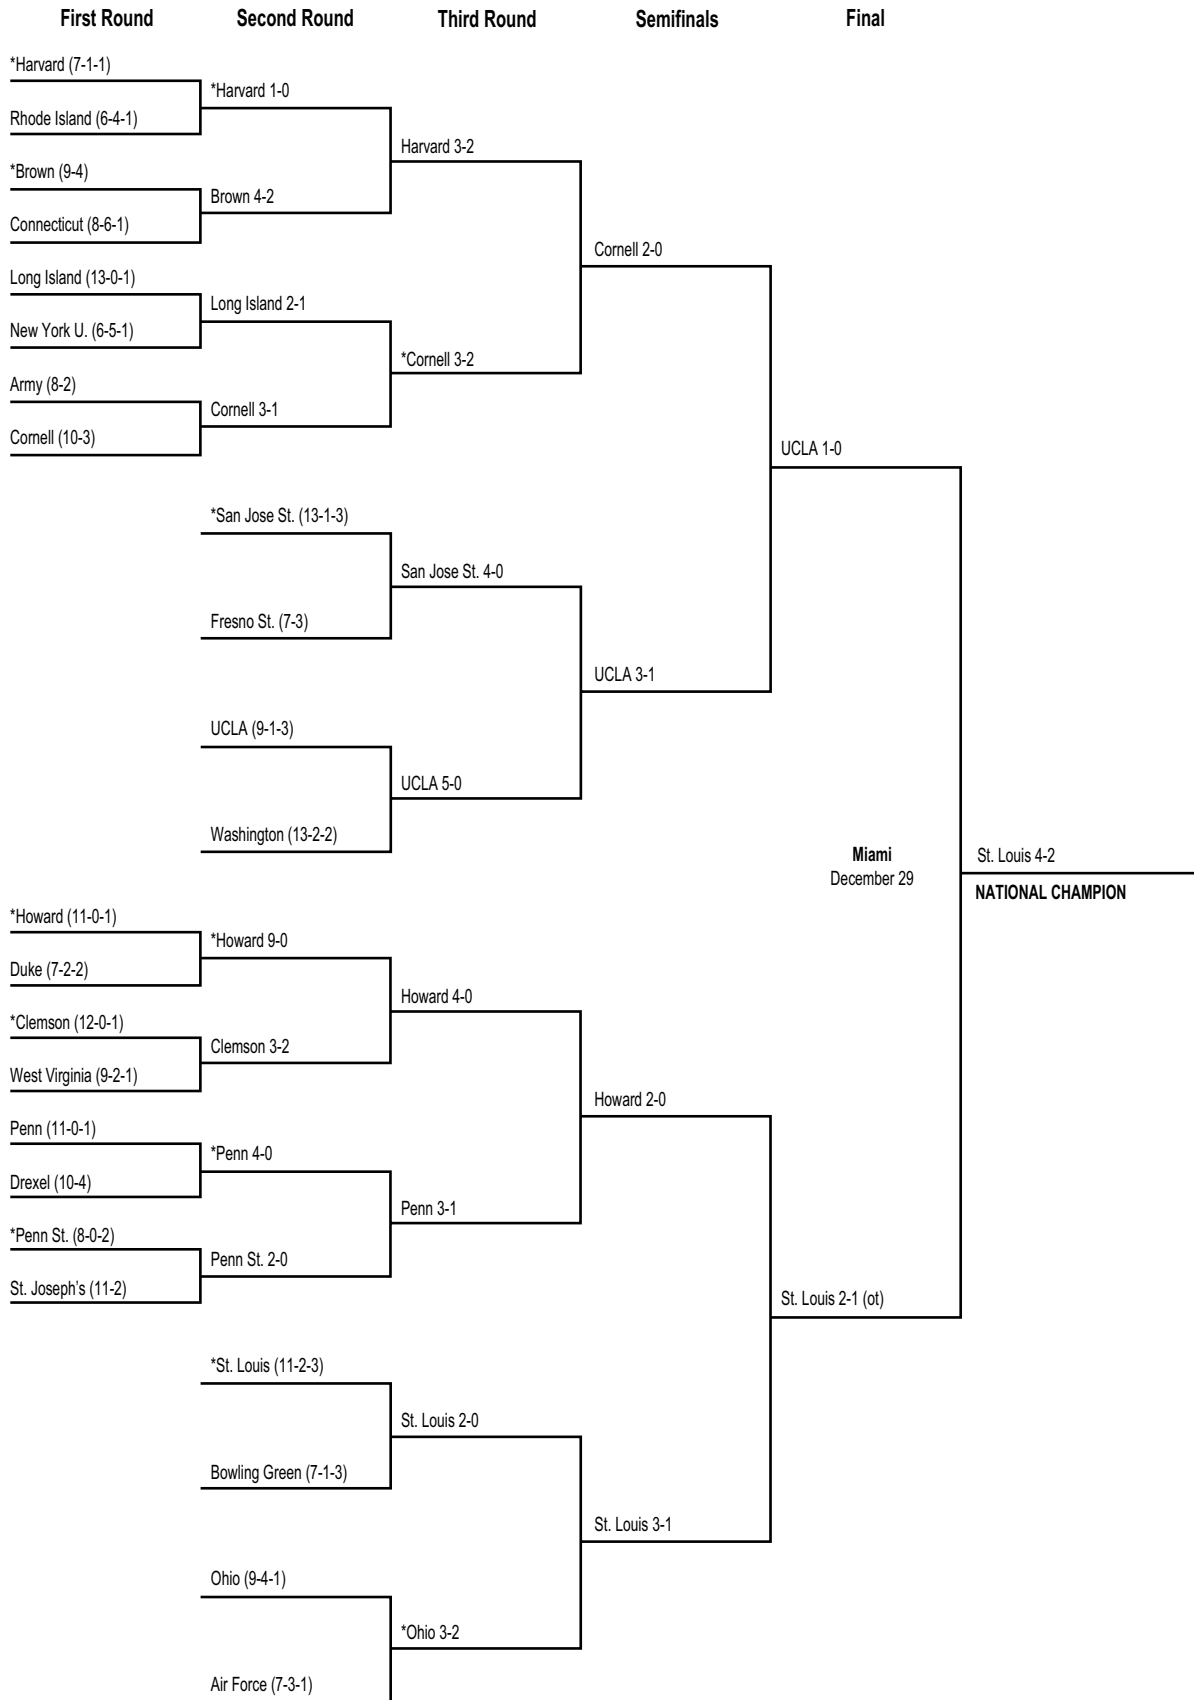 First Round Second Round Third Round Semifinals Final
*Harvard (7-1-1)
Rhode Island (6-4-1)
*Brown (9-4)
Connecticut (8-6-1)
Long Island (13-0-1)
New York U. (6-5-1)
Army (8-2)
Cornell (10-3)
*Harvard 1-0
Brown 4-2
Long Island 2-1
Cornell 3-1
*San Jose St. (13-1-3)
Fresno St. (7-3)
UCLA (9-1-3)
Washington (13-2-2)
Harvard 3-2
*Cornell 3-2
San Jose St. 4-0
UCLA 5-0
Cornell 2-0
UCLA 3-1
UCLA 1-0
*Howard (11-0-1)
Duke (7-2-2)
*Clemson (12-0-1)
West Virginia (9-2-1)
Penn (11-0-1)
Drexel (10-4)
*Penn St. (8-0-2)
St. Joseph's (11-2)
*Howard 9-0
Clemson 3-2
*Penn 4-0
Penn St. 2-0
*St. Louis (11-2-3)
Bowling Green (7-1-3)
Ohio (9-4-1)
Air Force (7-3-1)
Howard 4-0
Penn 3-1
St. Louis 2-0
*Ohio 3-2
Howard 2-0
St. Louis 3-1
St. Louis 2-1 (ot)
Miami
December 29
St. Louis 4-2
NATIONAL CHAMPION